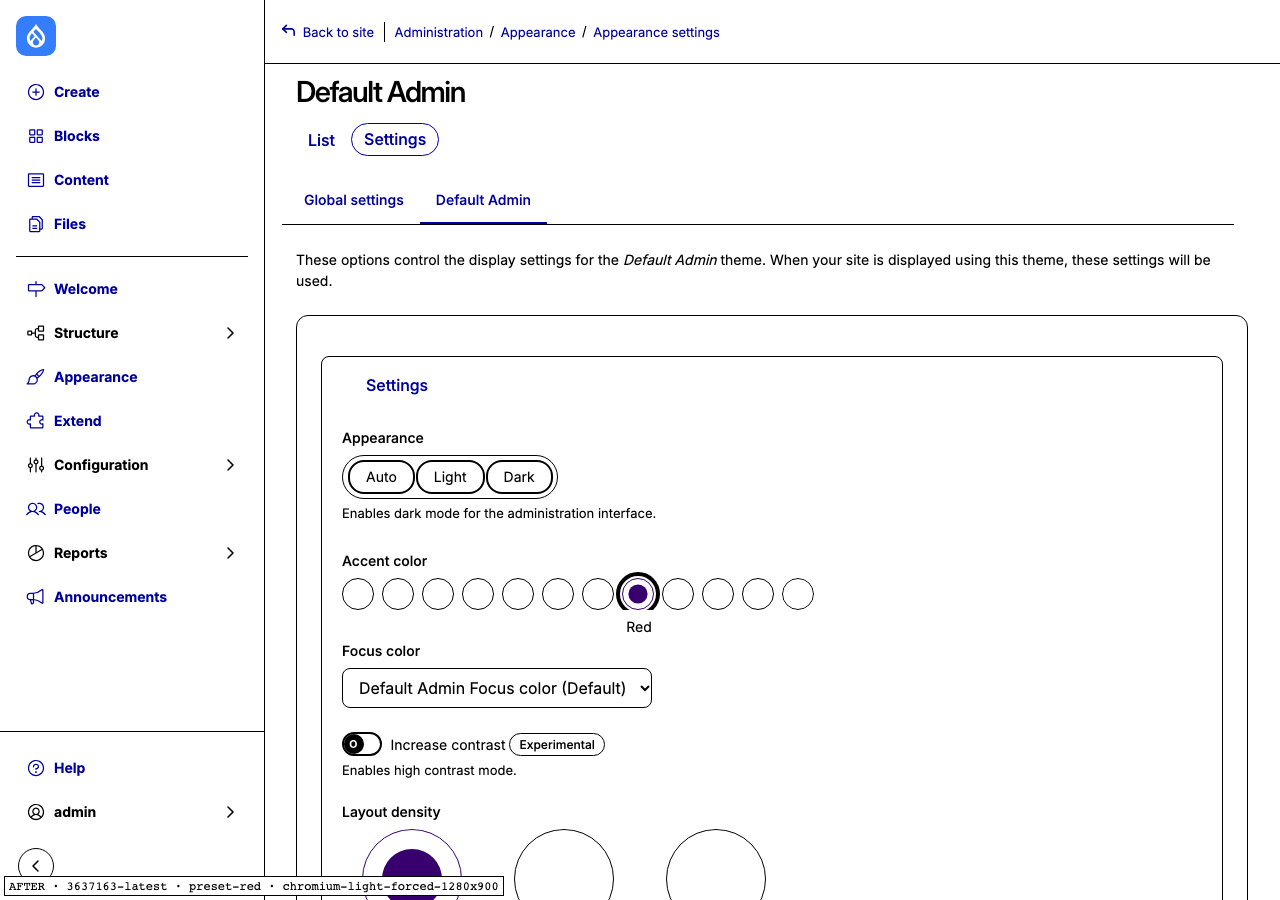 Back to site
Administration / Appearance / Appearance settings
Create
Blocks
Content
Files
Welcome
Structure
Appearance
Extend
Configuration
People
Reports
Announcements
Help
admin
Default Admin
List
Settings
Global settings
Default Admin
These options control the display settings for the Default Admin theme. When your site is displayed using this theme, these settings will be
used.
Settings
Appearance
Auto
Light
Dark
Enables dark mode for the administration interface.
Accent color
Red
Focus color
Default Admin Focus color (Default)
Increase contrast Experimental
Enables high contrast mode.
Layout density
AFTER · 3637163-latest · preset-red · chromium-light-forced-1280x900